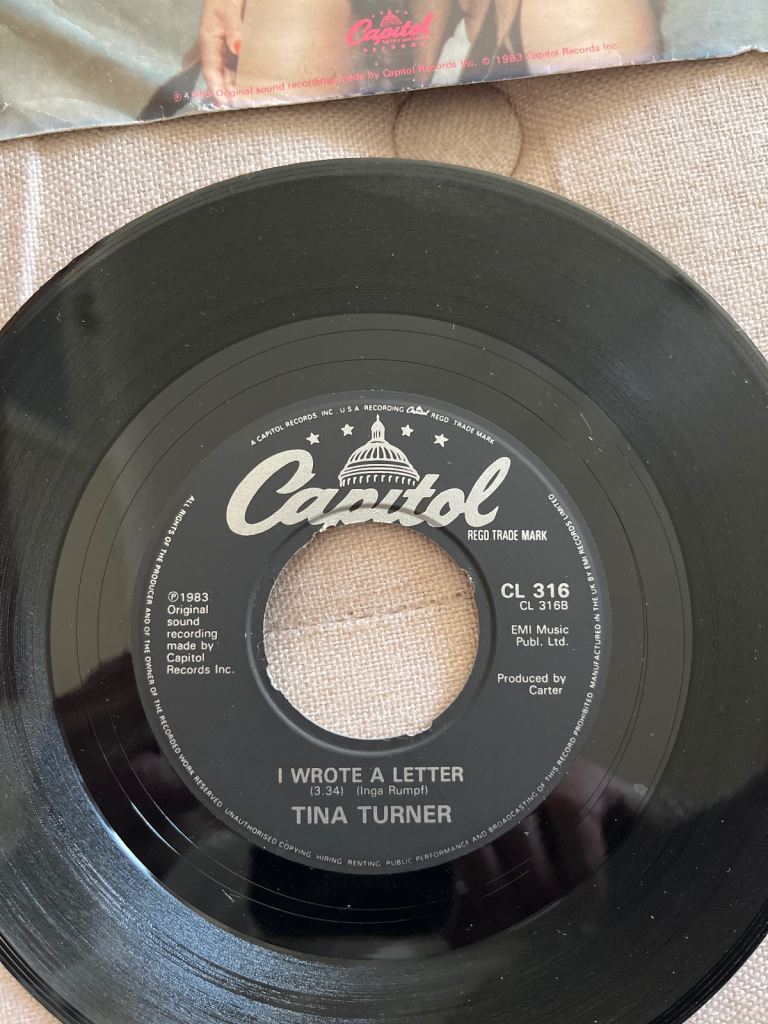 Capitol
RECORDS
℗ 1983 Original sound recordings made by Capitol Records Inc. © 1983 Capitol Records Inc.
A CAPITOL RECORDS, INC. U S A RECORDING Capitol REGD. TRADE MARK
Capitol
REGD TRADE MARK
ALL RIGHTS OF THE PRODUCER AND OF THE OWNER OF THE RECORDED WORK RESERVED. UNAUTHORISED COPYING, HIRING, RENTING, PUBLIC PERFORMANCE AND BROADCASTING OF THIS RECORD PROHIBITED. MANUFACTURED IN THE UK BY EMI RECORDS LIMITED
℗1983
Original
sound
recording
made by
Capitol
Records Inc.
CL 316
CL 316B
EMI Music
Publ. Ltd.
Produced by
Carter
I WROTE A LETTER
(3.34) (Inga Rumpf)
TINA TURNER